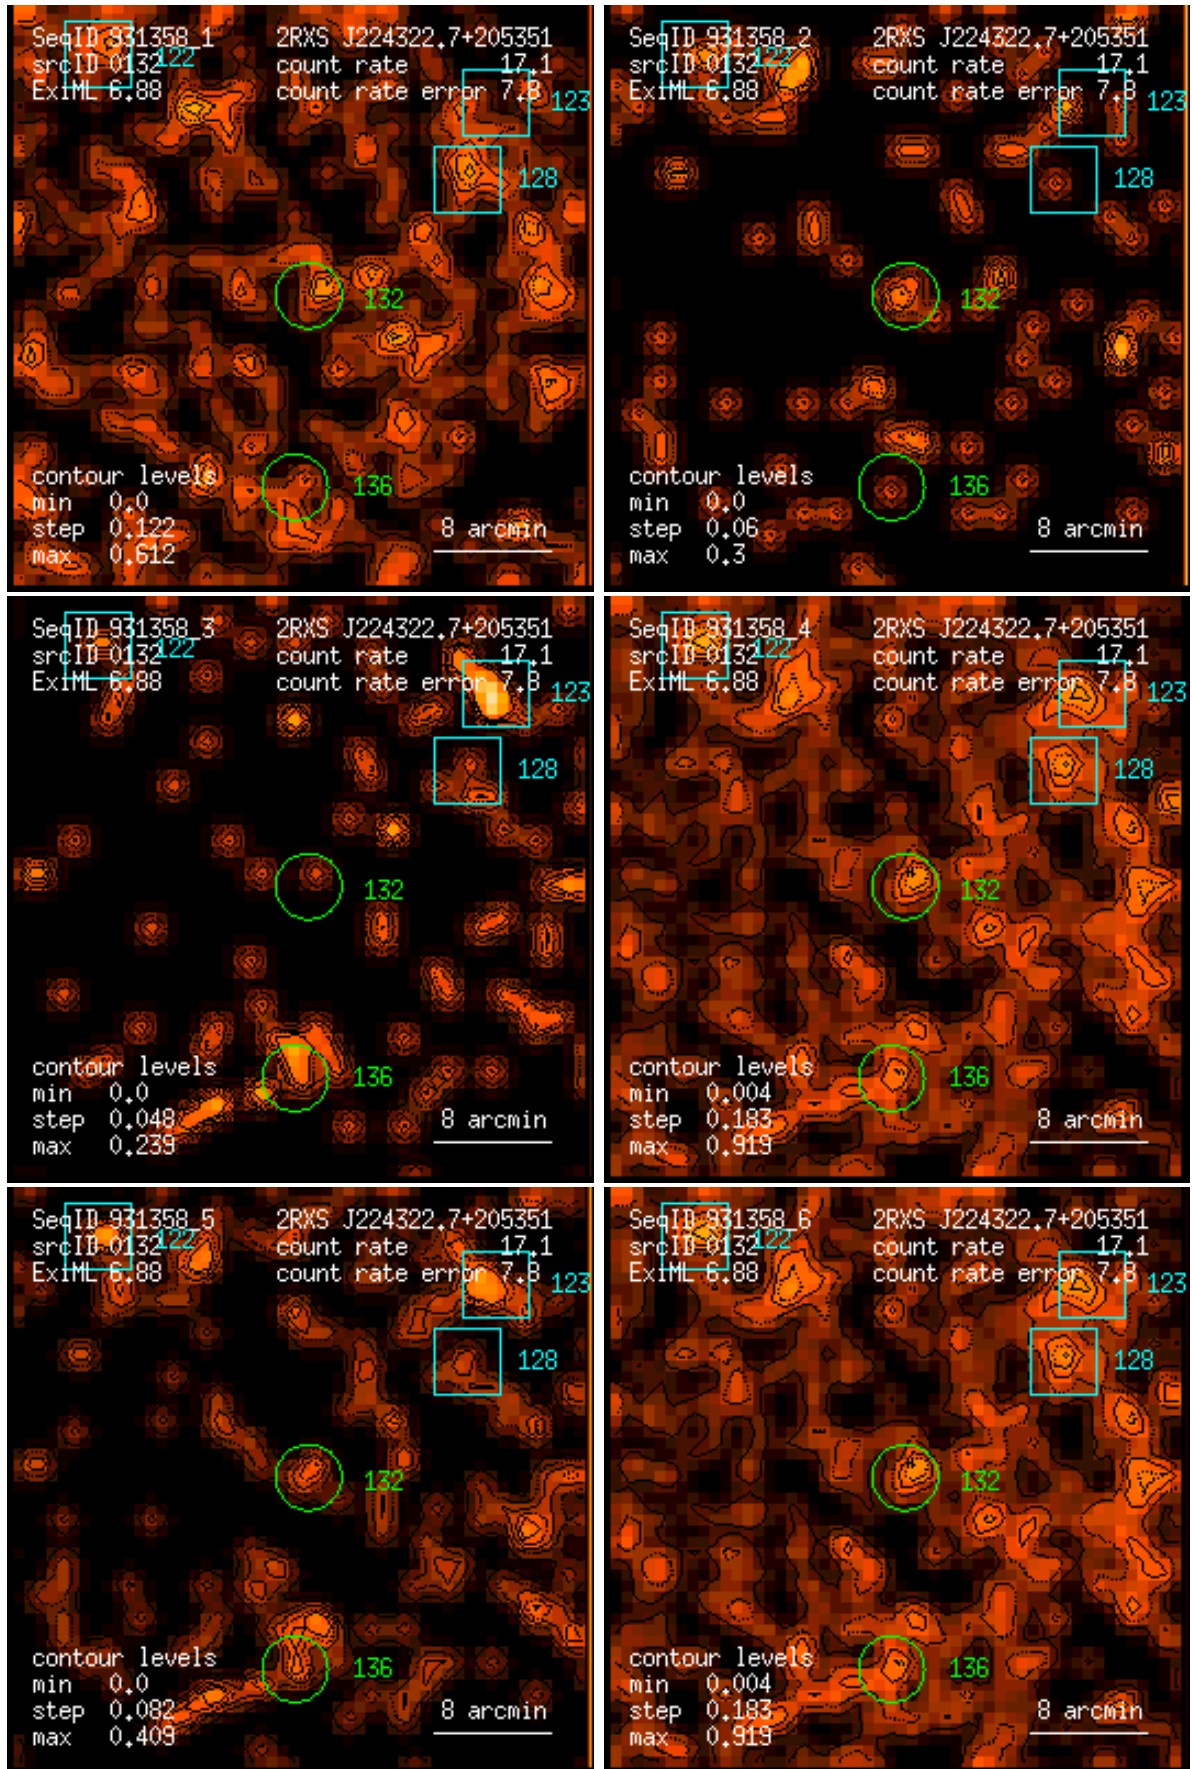 SeqID 931358_1 2RXS J224322.7+205351
srcID 0132 122 count rate 17.1
ExiML 6.88 count rate error 7.8 123
128
132
136
contour levels
min 0.0
step 0.122 8 arcmin
max 0.612
SeqID 931358_2 2RXS J224322.7+205351
srcID 0132 122 count rate 17.1
ExiML 6.88 count rate error 7.8 123
128
132
136
contour levels
min 0.0
step 0.06 8 arcmin
max 0.3
SeqID 931358_3 2RXS J224322.7+205351
srcID 0132 122 count rate 17.1
ExiML 6.88 count rate error 7.8 123
128
132
136
contour levels
min 0.0
step 0.048 8 arcmin
max 0.239
SeqID 931358_4 2RXS J224322.7+205351
srcID 0132 122 count rate 17.1
ExiML 6.88 count rate error 7.8 123
128
132
136
contour levels
min 0.004
step 0.183 8 arcmin
max 0.919
SeqID 931358_5 2RXS J224322.7+205351
srcID 0132 122 count rate 17.1
ExiML 6.88 count rate error 7.8 123
128
132
136
contour levels
min 0.0
step 0.082 8 arcmin
max 0.409
SeqID 931358_6 2RXS J224322.7+205351
srcID 0132 122 count rate 17.1
ExiML 6.88 count rate error 7.8 123
128
132
136
contour levels
min 0.004
step 0.183 8 arcmin
max 0.919